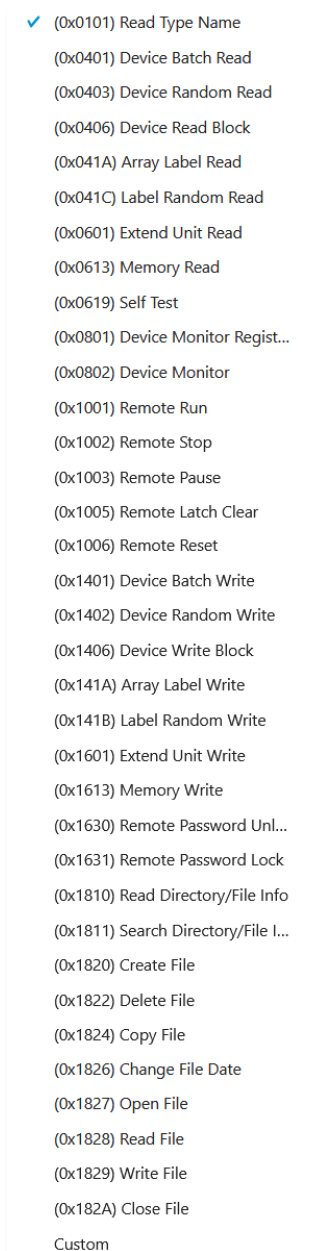 (0x0101) Read Type Name
(0x0401) Device Batch Read
(0x0403) Device Random Read
(0x0406) Device Read Block
(0x041A) Array Label Read
(0x041C) Label Random Read
(0x0601) Extend Unit Read
(0x0613) Memory Read
(0x0619) Self Test
(0x0801) Device Monitor Regist...
(0x0802) Device Monitor
(0x1001) Remote Run
(0x1002) Remote Stop
(0x1003) Remote Pause
(0x1005) Remote Latch Clear
(0x1006) Remote Reset
(0x1401) Device Batch Write
(0x1402) Device Random Write
(0x1406) Device Write Block
(0x141A) Array Label Write
(0x141B) Label Random Write
(0x1601) Extend Unit Write
(0x1613) Memory Write
(0x1630) Remote Password Unl...
(0x1631) Remote Password Lock
(0x1810) Read Directory/File Info
(0x1811) Search Directory/File I...
(0x1820) Create File
(0x1822) Delete File
(0x1824) Copy File
(0x1826) Change File Date
(0x1827) Open File
(0x1828) Read File
(0x1829) Write File
(0x182A) Close File
Custom